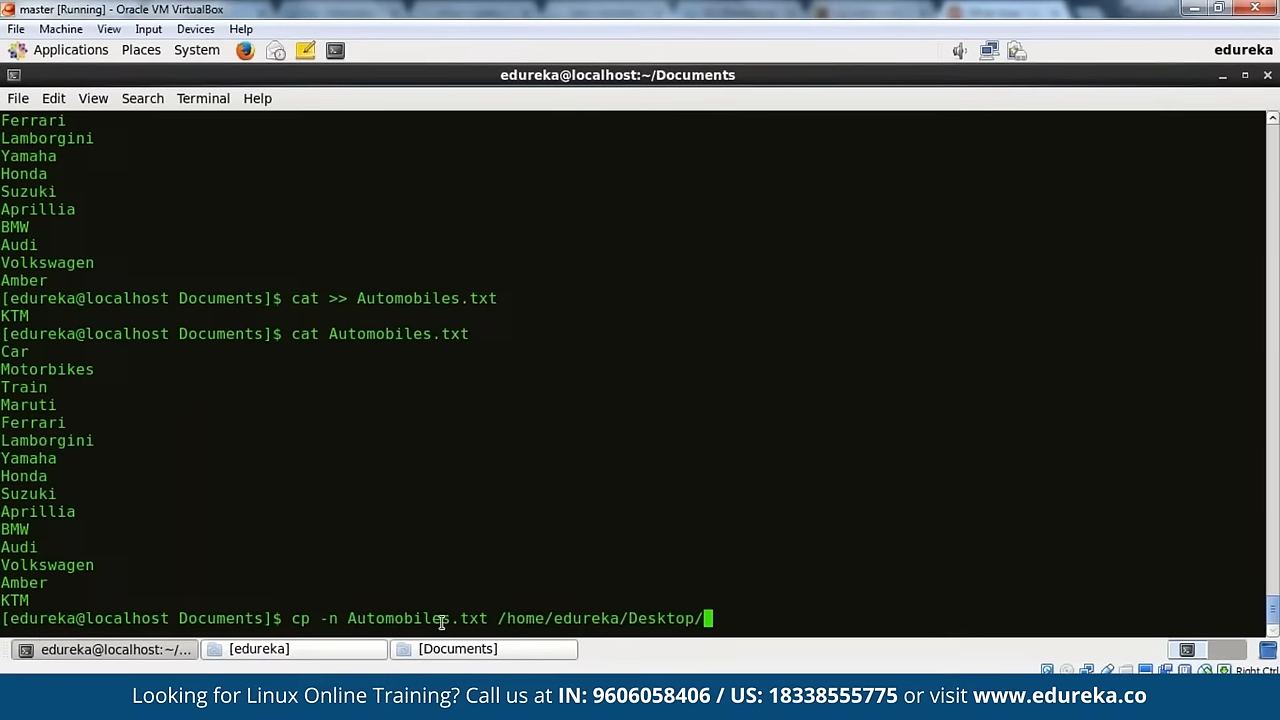 master [Running] - Oracle VM VirtualBox
File Machine View Input Devices Help
Applications Places System edureka
edureka@localhost:~/Documents
File Edit View Search Terminal Help
Ferrari
Lamborgini
Yamaha
Honda
Suzuki
Aprillia
BMW
Audi
Volkswagen
Amber
[edureka@localhost Documents]$ cat >> Automobiles.txt
KTM
[edureka@localhost Documents]$ cat Automobiles.txt
Car
Motorbikes
Train
Maruti
Ferrari
Lamborgini
Yamaha
Honda
Suzuki
Aprillia
BMW
Audi
Volkswagen
Amber
KTM
[edureka@localhost Documents]$ cp -n Automobiles.txt /home/edureka/Desktop/
edureka@localhost:~/... [edureka] [Documents]
Right Ctrl
Looking for Linux Online Training? Call us at IN: 9606058406 / US: 18338555775 or visit www.edureka.co